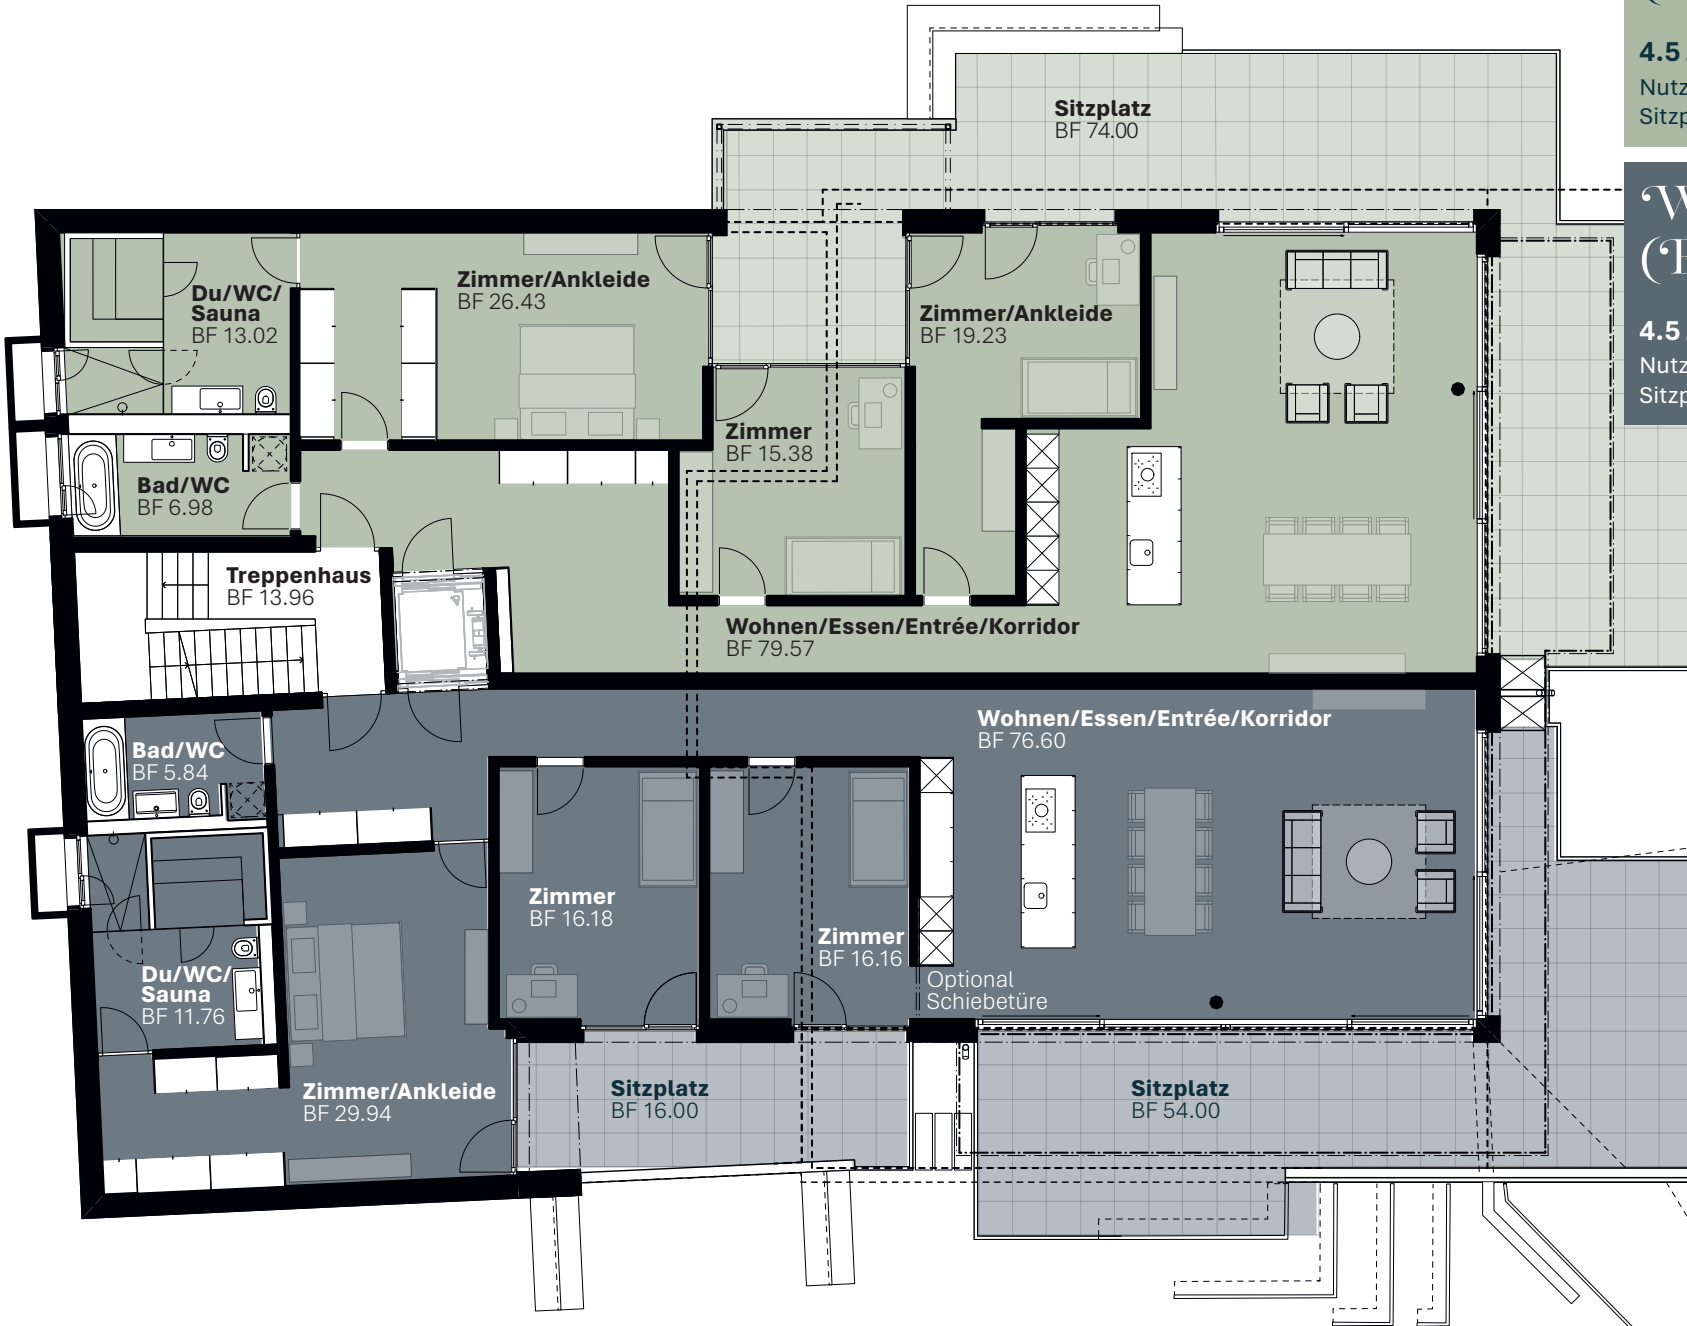 Sitzplatz
BF 74.00
4.5
Nutz
Sitzp
Du/WC/
Sauna
BF 13.02
Zimmer/Ankleide
BF 26.43
Zimmer/Ankleide
BF 19.23
4.5
Nutz
Sitzp
Zimmer
BF 15.38
Bad/WC
BF 6.98
Treppenhaus
BF 13.96
Wohnen/Essen/Entrée/Korridor
BF 79.57
Wohnen/Essen/Entrée/Korridor
BF 76.60
Bad/WC
BF 5.84
Zimmer
BF 16.18
Zimmer
BF 16.16
Optional
Schiebetüre
Du/WC/
Sauna
BF 11.76
Zimmer/Ankleide
BF 29.94
Sitzplatz
BF 16.00
Sitzplatz
BF 54.00